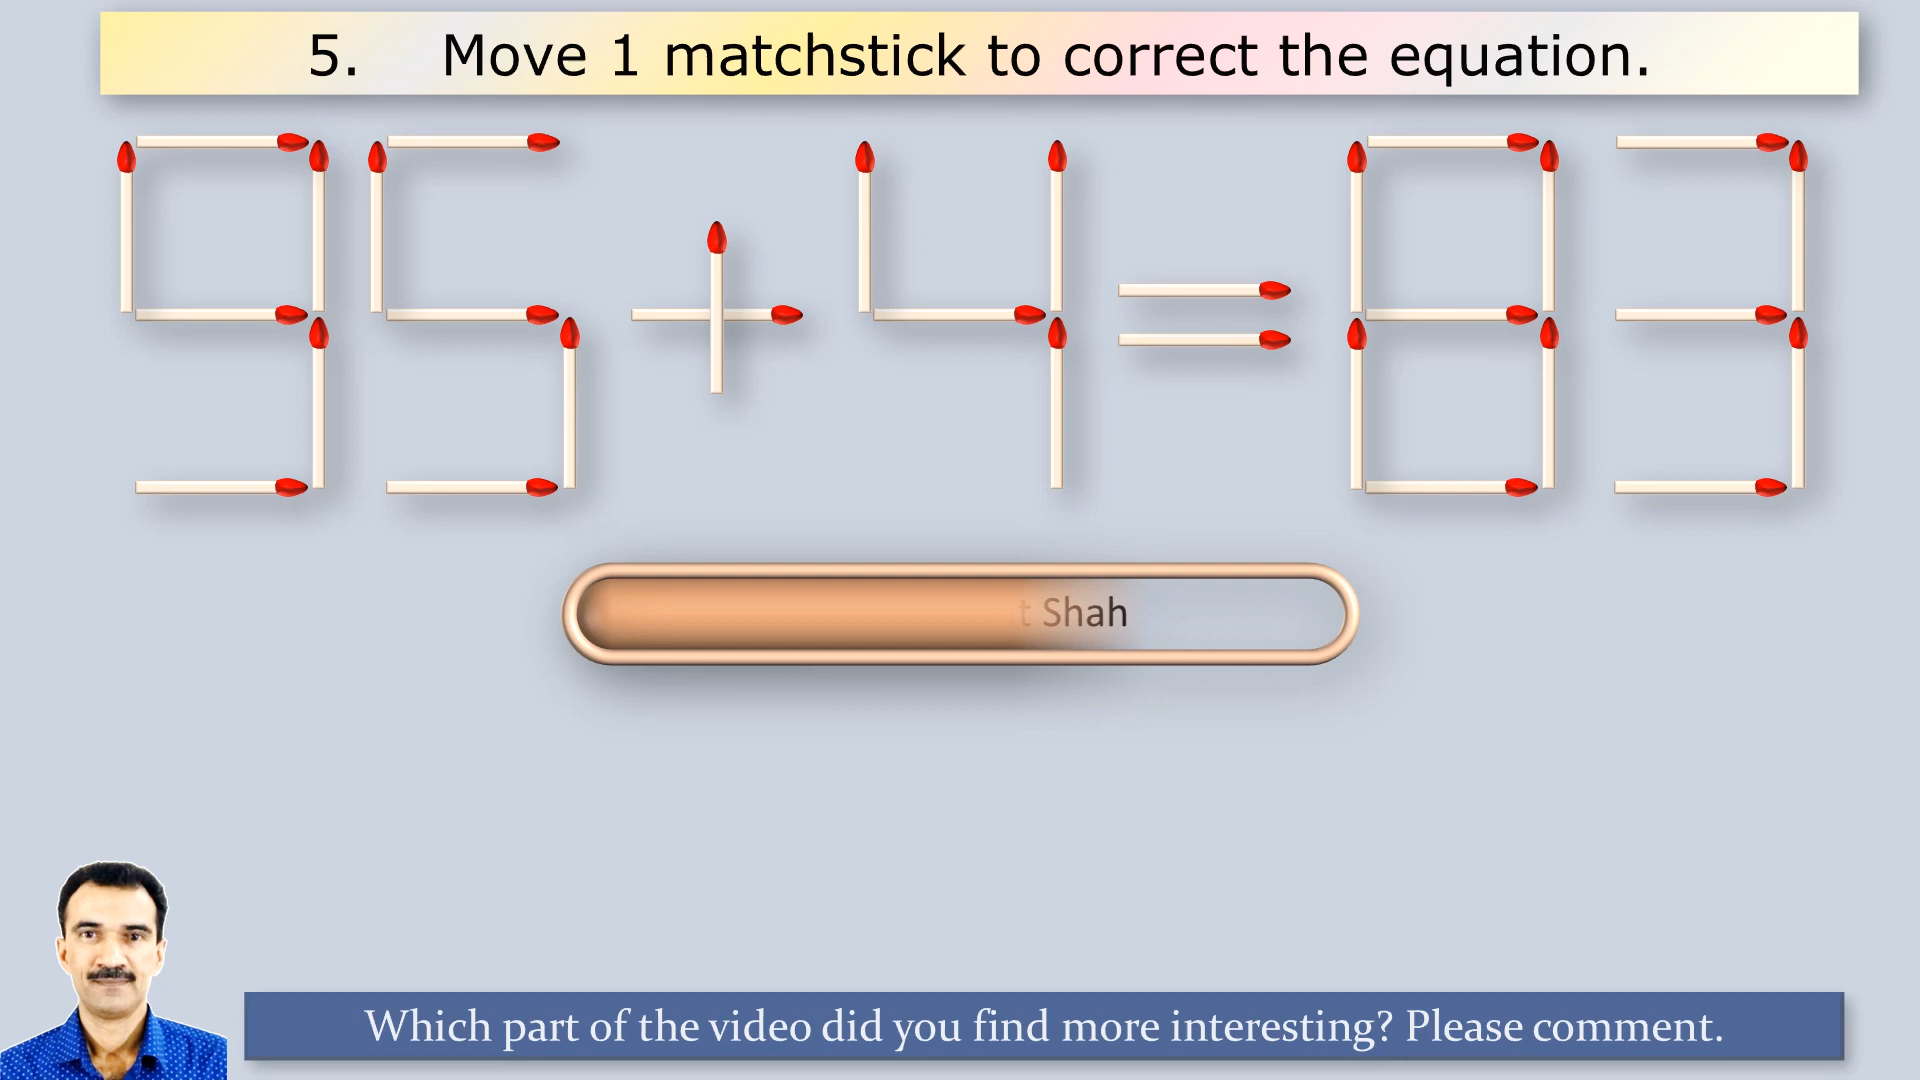 5. Move 1 matchstick to correct the equation.
95+4=83
Shah
Which part of the video did you find more interesting? Please comment.